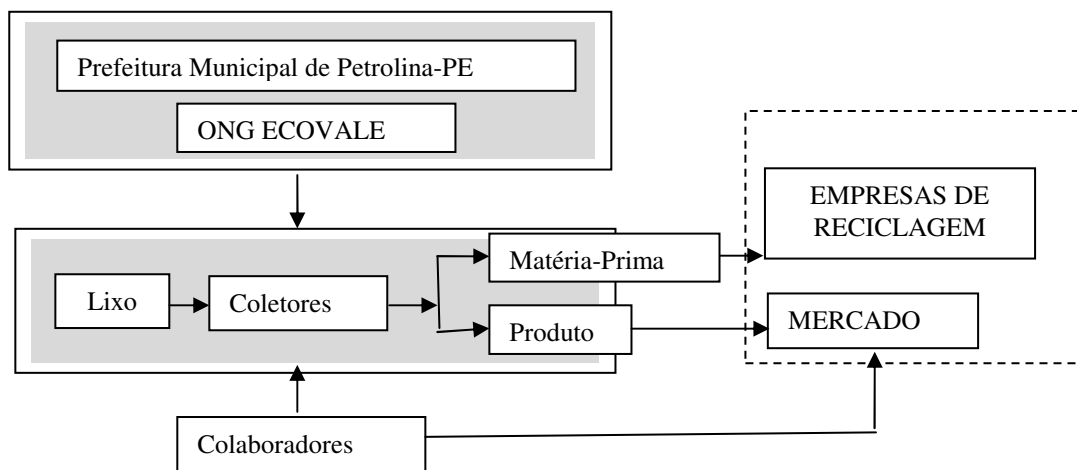 Prefeitura Municipal de Petrolina-PE
ONG ECOVALE
EMPRESAS DE
RECICLAGEM
Matéria-Prima
Lixo
Coletores
Produto
MERCADO
Colaboradores